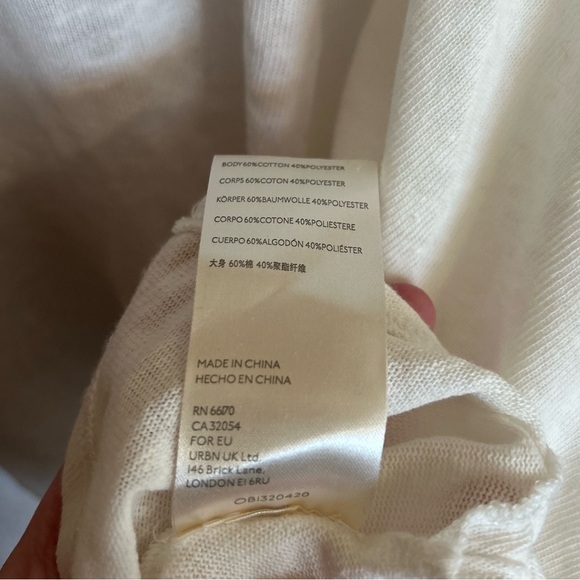 BODY 60%COTTON 40%POLYESTER
CORPS 60%COTON 40%POLYESTER
KÖRPER 60%BAUMWOLLE 40%POLYESTER
CORPO 60%COTONE 40%POLIESTERE
CUERPO 60%ALGODÓN 40%POLIÉSTER
大身 60%棉 40%聚酯纤维
MADE IN CHINA
HECHO EN CHINA
RN 66170
CA 32054
FOR EU
URBN UK Ltd.
146 Brick Lane,
LONDON E1 6RU
OB1320420